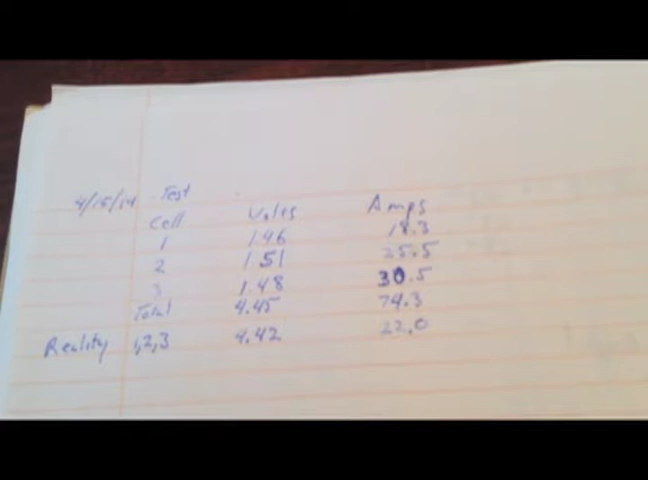 4/15/14 - Test
Cell Volts Amps
1 1.46 18.3
2 1.51 25.5
3 1.48 30.5
Total 4.45 74.3
Reality 1,2,3 4.42 22.0